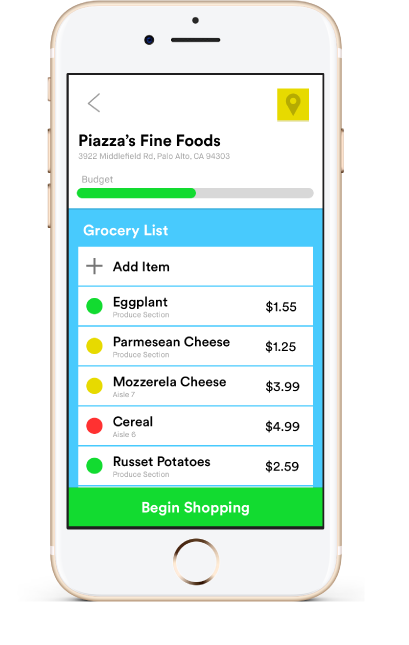 Piazza's Fine Foods
3922 Middlefield Rd, Palo Alto, CA 94303
Budget
Grocery List
Add Item
Eggplant
$1.55
Produce Section
Parmesean Cheese
$1.25
Produce Section
Mozzerela Cheese
$3.99
Aisle 7
Cereal
$4.99
Aisle 6
Russet Potatoes
$2.59
Produce Section
Begin Shopping